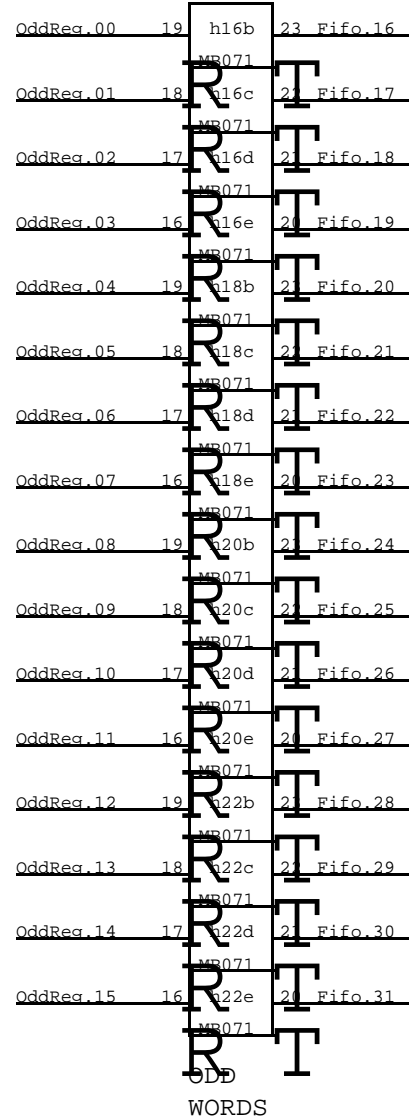 OddReg.00 19 h16b 23 Fifo.16
MB071
R T
OddReg.01 18 h16c 22 Fifo.17
MB071
R T
OddReg.02 17 h16d 21 Fifo.18
MB071
R T
OddReg.03 16 h16e 20 Fifo.19
MB071
R T
OddReg.04 19 h18b 23 Fifo.20
MB071
R T
OddReg.05 18 h18c 22 Fifo.21
MB071
R T
OddReg.06 17 h18d 21 Fifo.22
MB071
R T
OddReg.07 16 h18e 20 Fifo.23
MB071
R T
OddReg.08 19 h20b 23 Fifo.24
MB071
R T
OddReg.09 18 h20c 22 Fifo.25
MB071
R T
OddReg.10 17 h20d 21 Fifo.26
MB071
R T
OddReg.11 16 h20e 20 Fifo.27
MB071
R T
OddReg.12 19 h22b 23 Fifo.28
MB071
R T
OddReg.13 18 h22c 22 Fifo.29
MB071
R T
OddReg.14 17 h22d 21 Fifo.30
MB071
R T
OddReg.15 16 h22e 20 Fifo.31
MB071
R T
ODD
WORDS